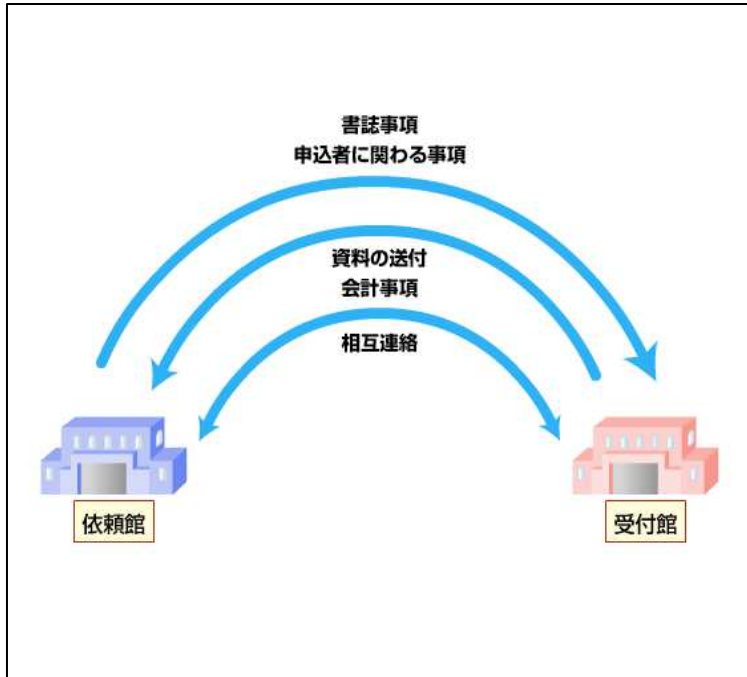 書誌事項
申込者に関わる事項
資料の送付
会計事項
相互連絡
依頼館
受付館